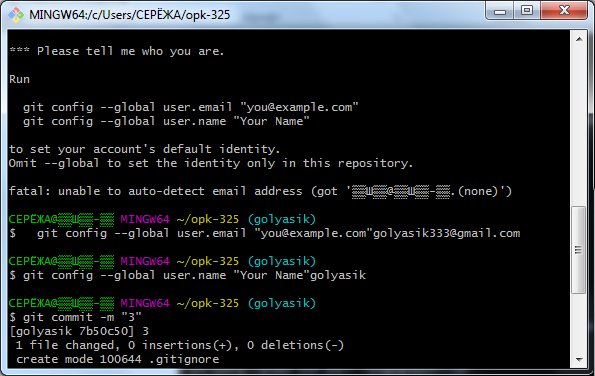 MINGW64:/c/Users/СЕРЁЖА/opk-325
*** Please tell me who you are.
Run
git config --global user.email "you@example.com"
git config --global user.name "Your Name"
to set your account's default identity.
Omit --global to set the identity only in this repository.
fatal: unable to auto-detect email address (got '▒▒Ш▒▒@▒▒Ш▒▒-▒▒.(none)')
СЕРЁЖА@▒▒Ш▒▒-▒▒ MINGW64 ~/opk-325 (golyasik)
$ git config --global user.email "you@example.com"golyasik333@gmail.com
СЕРЁЖА@▒▒Ш▒▒-▒▒ MINGW64 ~/opk-325 (golyasik)
$ git config --global user.name "Your Name"golyasik
СЕРЁЖА@▒▒Ш▒▒-▒▒ MINGW64 ~/opk-325 (golyasik)
$ git commit -m "3"
[golyasik 7b50c50] 3
1 file changed, 0 insertions(+), 0 deletions(-)
create mode 100644 .gitignore